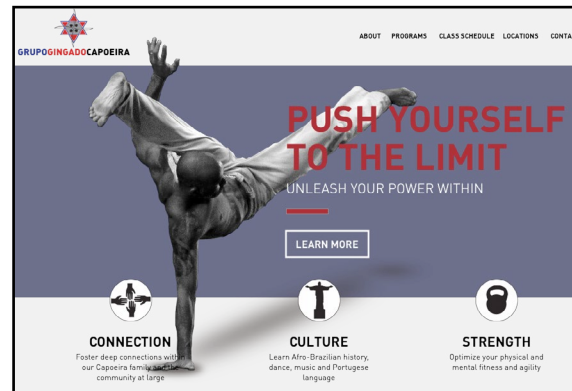 GRUPOGINGADOCAPOEIRA
ABOUT PROGRAMS CLASS SCHEDULE LOCATIONS CONTA
PUSH YOURSELF
TO THE LIMIT
UNLEASH YOUR POWER WITHIN
LEARN MORE
CONNECTION
Foster deep connections within
our Capoeira family and the
community at large
CULTURE
Learn Afro-Brazilian history,
dance, music and Portugese
language
STRENGTH
Optimize your physical and
mental fitness and agility